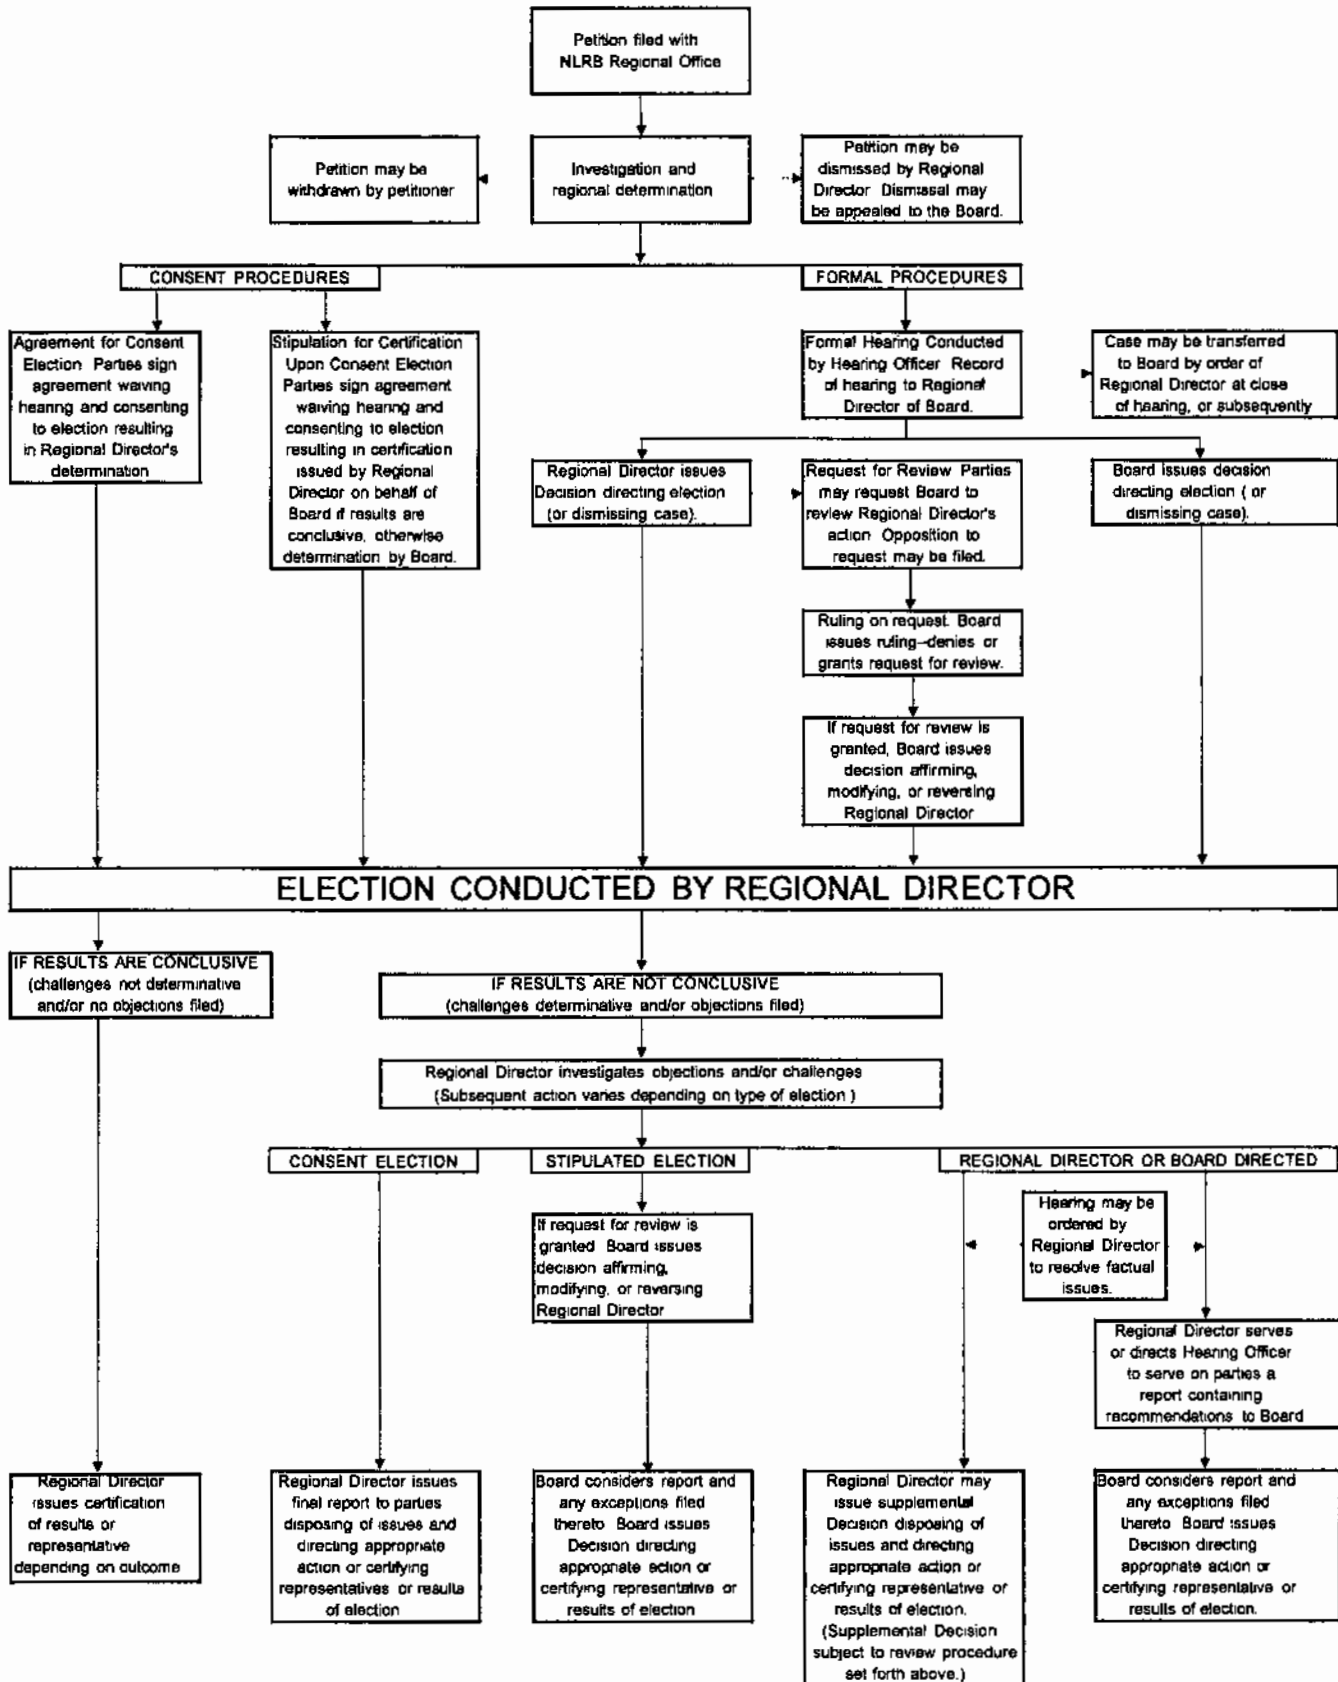 Petition filed with
NLRB Regional Office
Petition may be
withdrawn by petitioner
Investigation and
regional determination
Petition may be
dismissed by Regional
Director Dismissal may
be appealed to the Board.
CONSENT PROCEDURES
FORMAL PROCEDURES
Agreement for Consent
Election Parties sign
agreement waiving
hearing and consenting
to election resulting
in Regional Director's
determination
Stipulation for Certification
Upon Consent Election
Parties sign agreement
waiving hearing and
consenting to election
resulting in certification
issued by Regional
Director on behalf of
Board if results are
conclusive, otherwise
determination by Board.
Formal Hearing Conducted
by Hearing Officer Record
of hearing to Regional
Director of Board.
Case may be transferred
to Board by order of
Regional Director at close
of hearing, or subsequently
Regional Director issues
Decision directing election
(or dismissing case).
Request for Review Parties
may request Board to
review Regional Director's
action Opposition to
request may be filed.
Board issues decision
directing election ( or
dismissing case).
Ruling on request. Board
issues ruling--denies or
grants request for review.
If request for review is
granted, Board issues
decision affirming,
modifying, or reversing
Regional Director
ELECTION CONDUCTED BY REGIONAL DIRECTOR
IF RESULTS ARE CONCLUSIVE
(challenges not determinative
and/or no objections filed)
IF RESULTS ARE NOT CONCLUSIVE
(challenges determinative and/or objections filed)
Regional Director investigates objections and/or challenges
(Subsequent action varies depending on type of election )
CONSENT ELECTION
STIPULATED ELECTION
REGIONAL DIRECTOR OR BOARD DIRECTED
If request for review is
granted Board issues
decision affirming,
modifying, or reversing
Regional Director
Hearing may be
ordered by
Regional Director
to resolve factual
issues.
Regional Director serves
or directs Hearing Officer
to serve on parties a
report containing
recommendations to Board
Regional Director
issues certification
of results or
representative
depending on outcome
Regional Director issues
final report to parties
disposing of issues and
directing appropriate
action or certifying
representatives or results
of election
Board considers report and
any exceptions filed
thereto Board issues
Decision directing
appropriate action or
certifying representative or
results of election
Regional Director may
issue supplemental
Decision disposing of
issues and directing
appropriate action or
certifying representative or
results of election.
(Supplemental Decision
subject to review procedure
set forth above.)
Board considers report and
any exceptions filed
thereto Board issues
Decision directing
appropriate action or
certifying representative or
results of election.